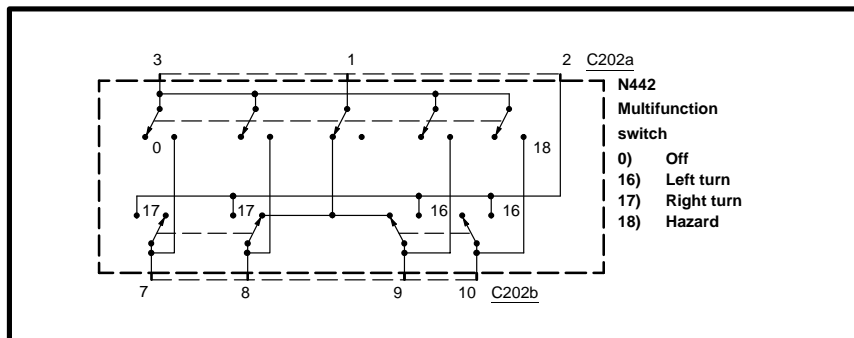 3 1 2 C202a
N442
Multifunction
switch
0 18
0) Off
16) Left turn
17) Right turn
18) Hazard
17 17 16 16
7 8 9 10 C202b